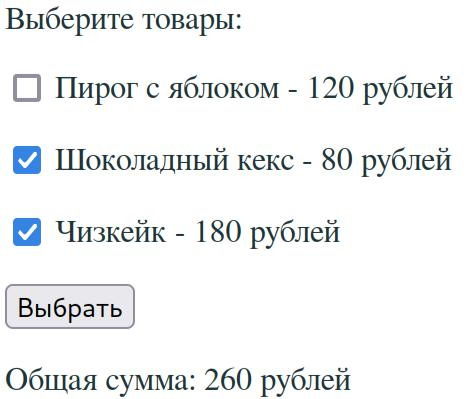 Выберите товары:
Пирог с яблоком - 120 рублей
Шоколадный кекс - 80 рублей
Чизкейк - 180 рублей
Выбрать
Общая сумма: 260 рублей